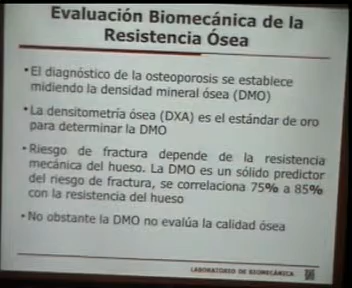 Evaluación Biomecánica de la
Resistencia Ósea
•El diagnóstico de la osteoporosis se establece
midiendo la densidad mineral ósea (DMO)
•La densitometría ósea (DXA) es el estándar de oro
para determinar la DMO
•Riesgo de fractura depende de la resistencia
mecánica del hueso. La DMO es un sólido predictor
del riesgo de fractura, se correlaciona 75% a 85%
con la resistencia del hueso
•No obstante la DMO no evalúa la calidad ósea
LABORATORIO DE BIOMECÁNICA